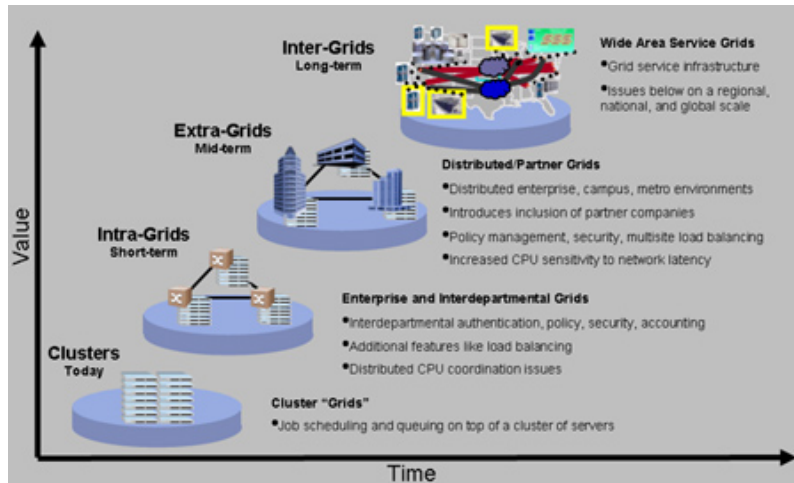 Inter-Grids
Long-term
Wide Area Service Grids
•Grid service infrastructure
•Issues below on a regional,
national, and global scale
Extra-Grids
Mid-term
Distributed/Partner Grids
•Distributed enterprise, campus, metro environments
•Introduces inclusion of partner companies
•Policy management, security, multisite load balancing
•Increased CPU sensitivity to network latency
Intra-Grids
Short-term
Enterprise and Interdepartmental Grids
•Interdepartmental authentication, policy, security, accounting
•Additional features like load balancing
•Distributed CPU coordination issues
Clusters
Today
Cluster “Grids”
•Job scheduling and queuing on top of a cluster of servers
Value
Time